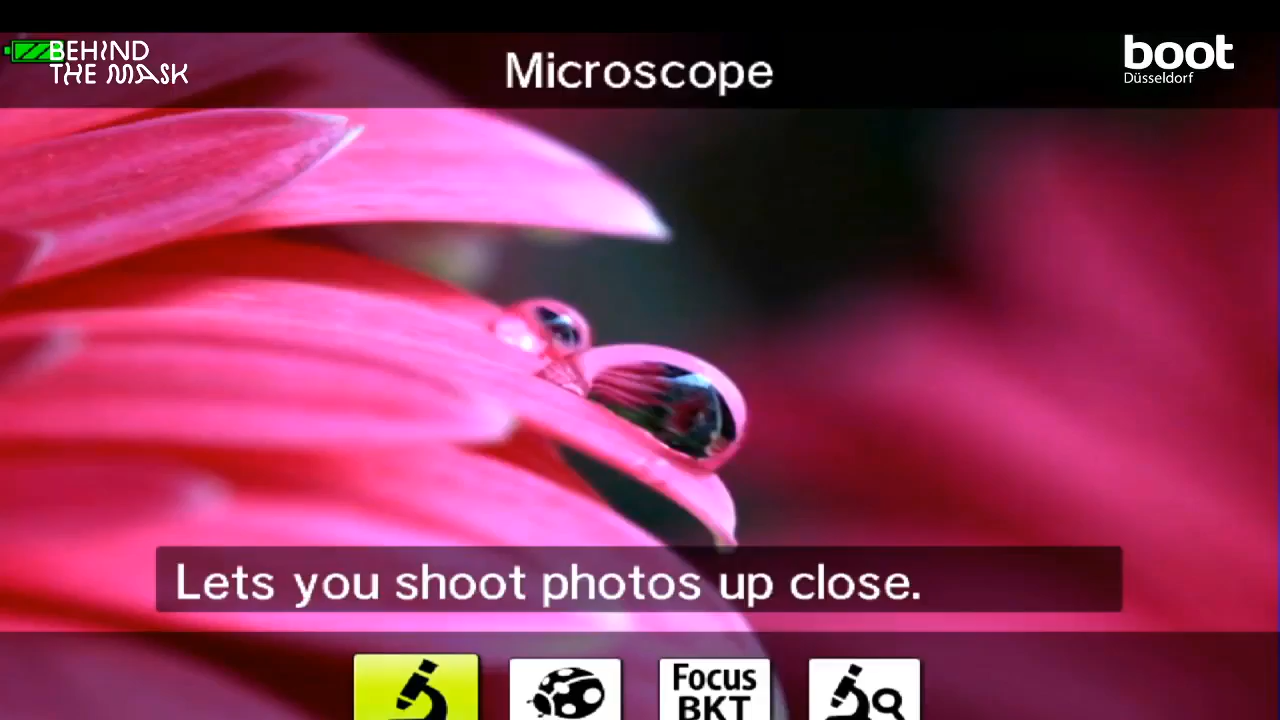 BEHIND
THE MASK
Microscope
boot
Düsseldorf
Lets you shoot photos up close.
Focus
BKT